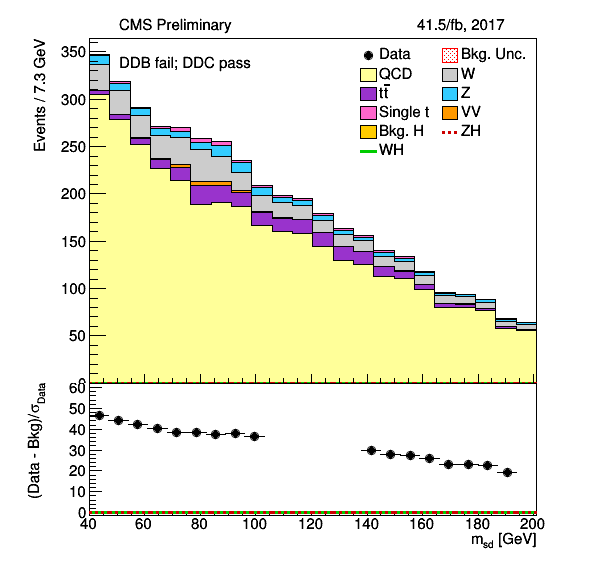 CMS Preliminary 41.5/fb, 2017
DDB fail; DDC pass
Data
Bkg. Unc.
QCD
W
tt̄
Z
Single t
VV
Bkg. H
ZH
WH
Events / 7.3 GeV
350
300
250
200
150
100
50
0
(Data - Bkg)/σData
60
50
40
30
20
10
0
40 60 80 100 120 140 160 180 200
msd [GeV]